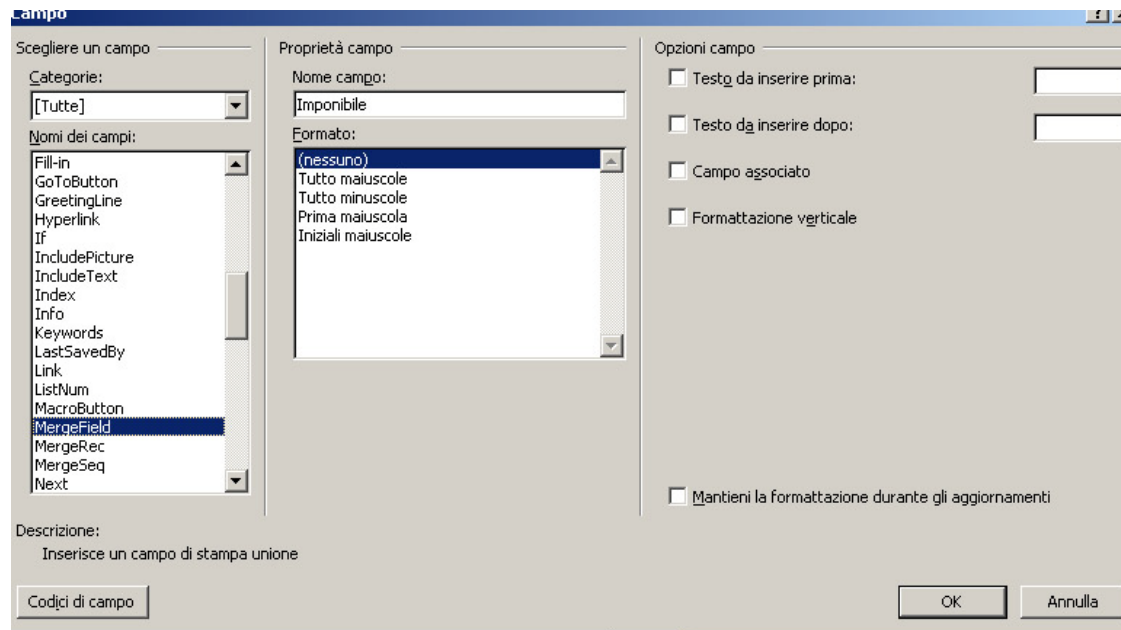 Campo
Scegliere un campo
Categorie:
[Tutte]
Nomi dei campi:
Fill-in
GoToButton
GreetingLine
Hyperlink
If
IncludePicture
IncludeText
Index
Info
Keywords
LastSavedBy
Link
ListNum
MacroButton
MergeField
MergeRec
MergeSeq
Next
Proprietà campo
Nome campo:
Imponibile
Formato:
(nessuno)
Tutto maiuscole
Tutto minuscole
Prima maiuscola
Iniziali maiuscole
Opzioni campo
Testo da inserire prima:
Testo da inserire dopo:
Campo associato
Formattazione verticale
Mantieni la formattazione durante gli aggiornamenti
Descrizione:
Inserisce un campo di stampa unione
Codici di campo
OK
Annulla